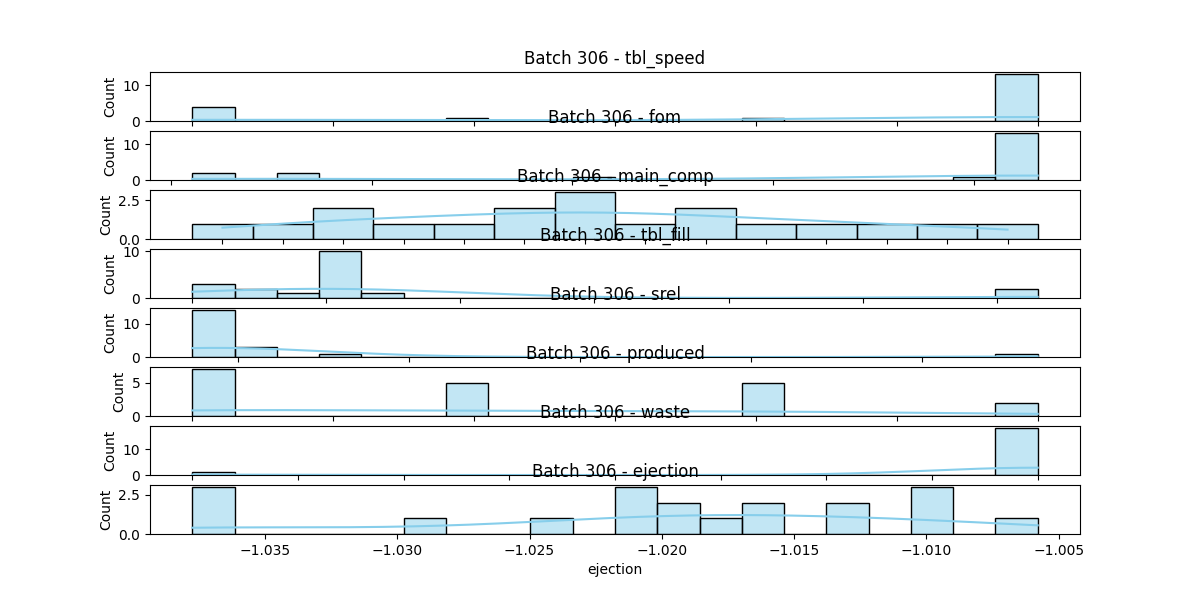 Batch 306 - tbl_speed
Count
10
0
Batch 306 - fom
Count
10
0
Batch 306 - main_comp
Count
2.5
0.0
Batch 306 - tbl_fill
Count
10
0
Batch 306 - srel
Count
10
0
Batch 306 - produced
Count
5
0
Batch 306 - waste
Count
10
0
Batch 306 - ejection
Count
2.5
0.0
−1.035 −1.030 −1.025 −1.020 −1.015 −1.010 −1.005
ejection